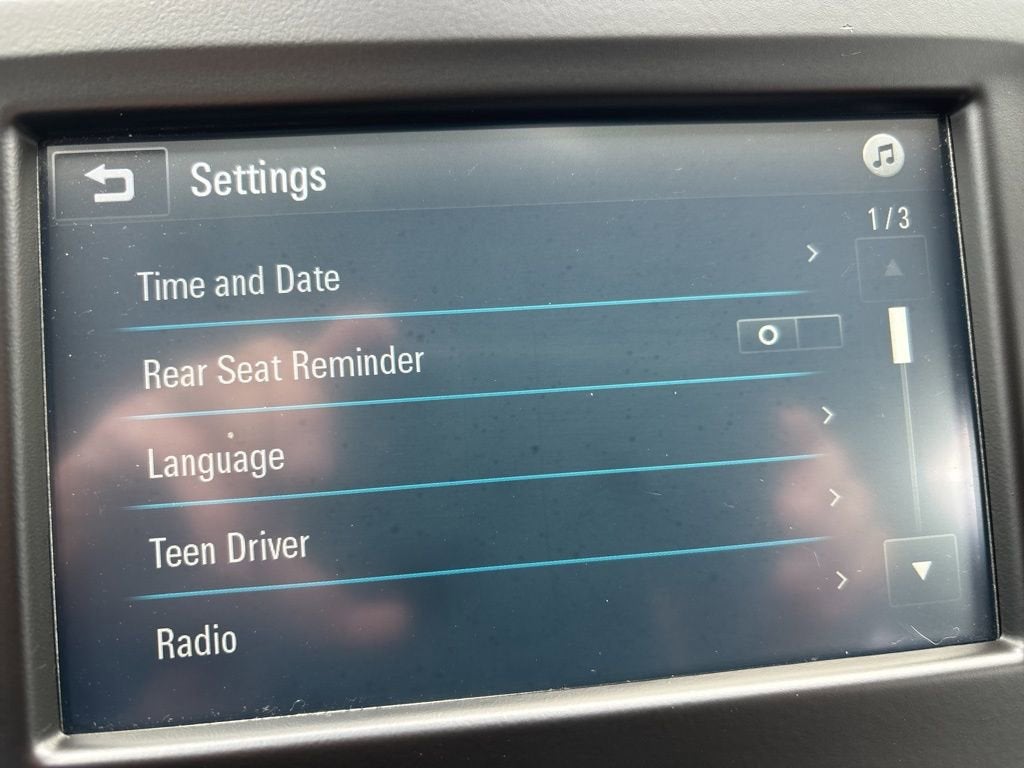 Settings
1/3
Time and Date
Rear Seat Reminder
Language
Teen Driver
Radio